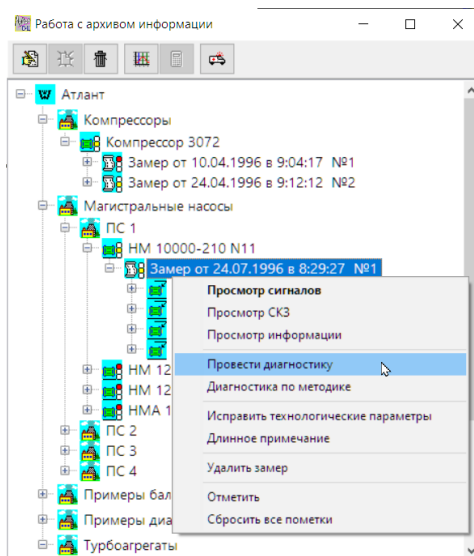 Работа с архивом информации
Атлант
Компрессоры
Компрессор 3072
Замер от 10.04.1996 в 9:04:17 №1
Замер от 24.04.1996 в 9:12:12 №2
Магистральные насосы
ПС 1
НМ 10000-210 N11
Замер от 24.07.1996 в 8:29:27 №1
Просмотр сигналов
Просмотр СКЗ
Просмотр информации
Провести диагностику
НМ 12
Диагностика по методике
НМ 12
НМА 1
Исправить технологические параметры
ПС 2
Длинное примечание
ПС 3
Удалить замер
ПС 4
Примеры бал
Отметить
Примеры диа
Сбросить все пометки
Турбоагрегаты